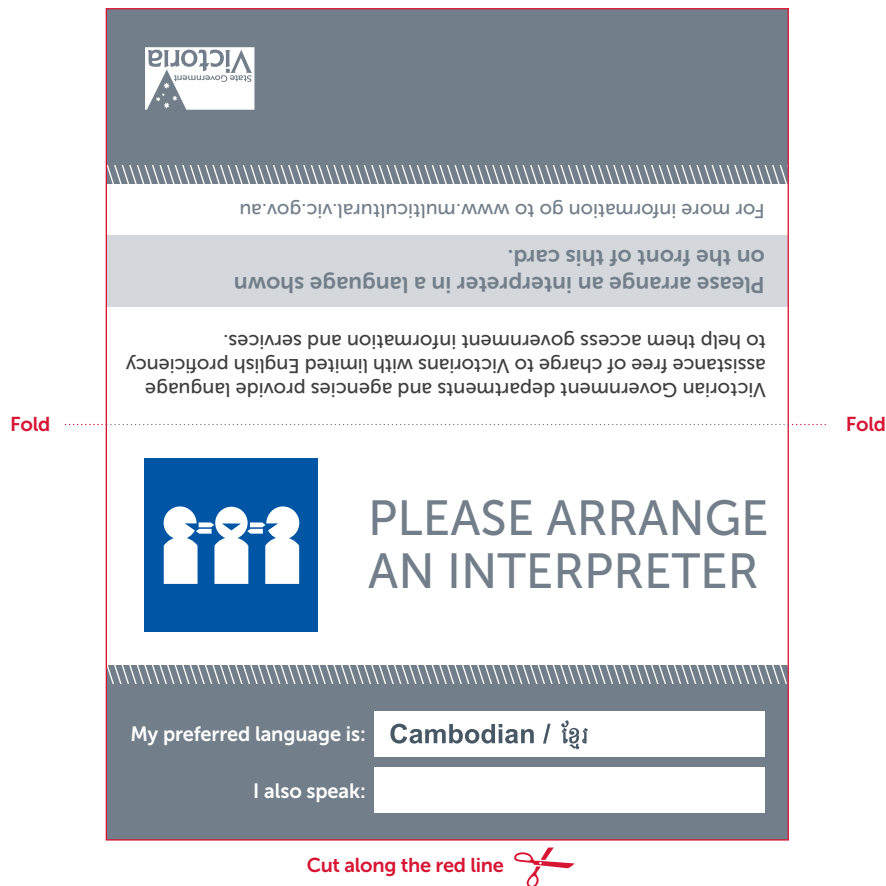 State Government
Victoria
For more information go to www.multicultural.vic.gov.au
Please arrange an interpreter in a language shown
on the front of this card.
Victorian Government departments and agencies provide language
assistance free of charge to Victorians with limited English proficiency
to help them access government information and services.
Fold
Fold
PLEASE ARRANGE
AN INTERPRETER
My preferred language is: Cambodian / ខ្មែរ
I also speak:
Cut along the red line